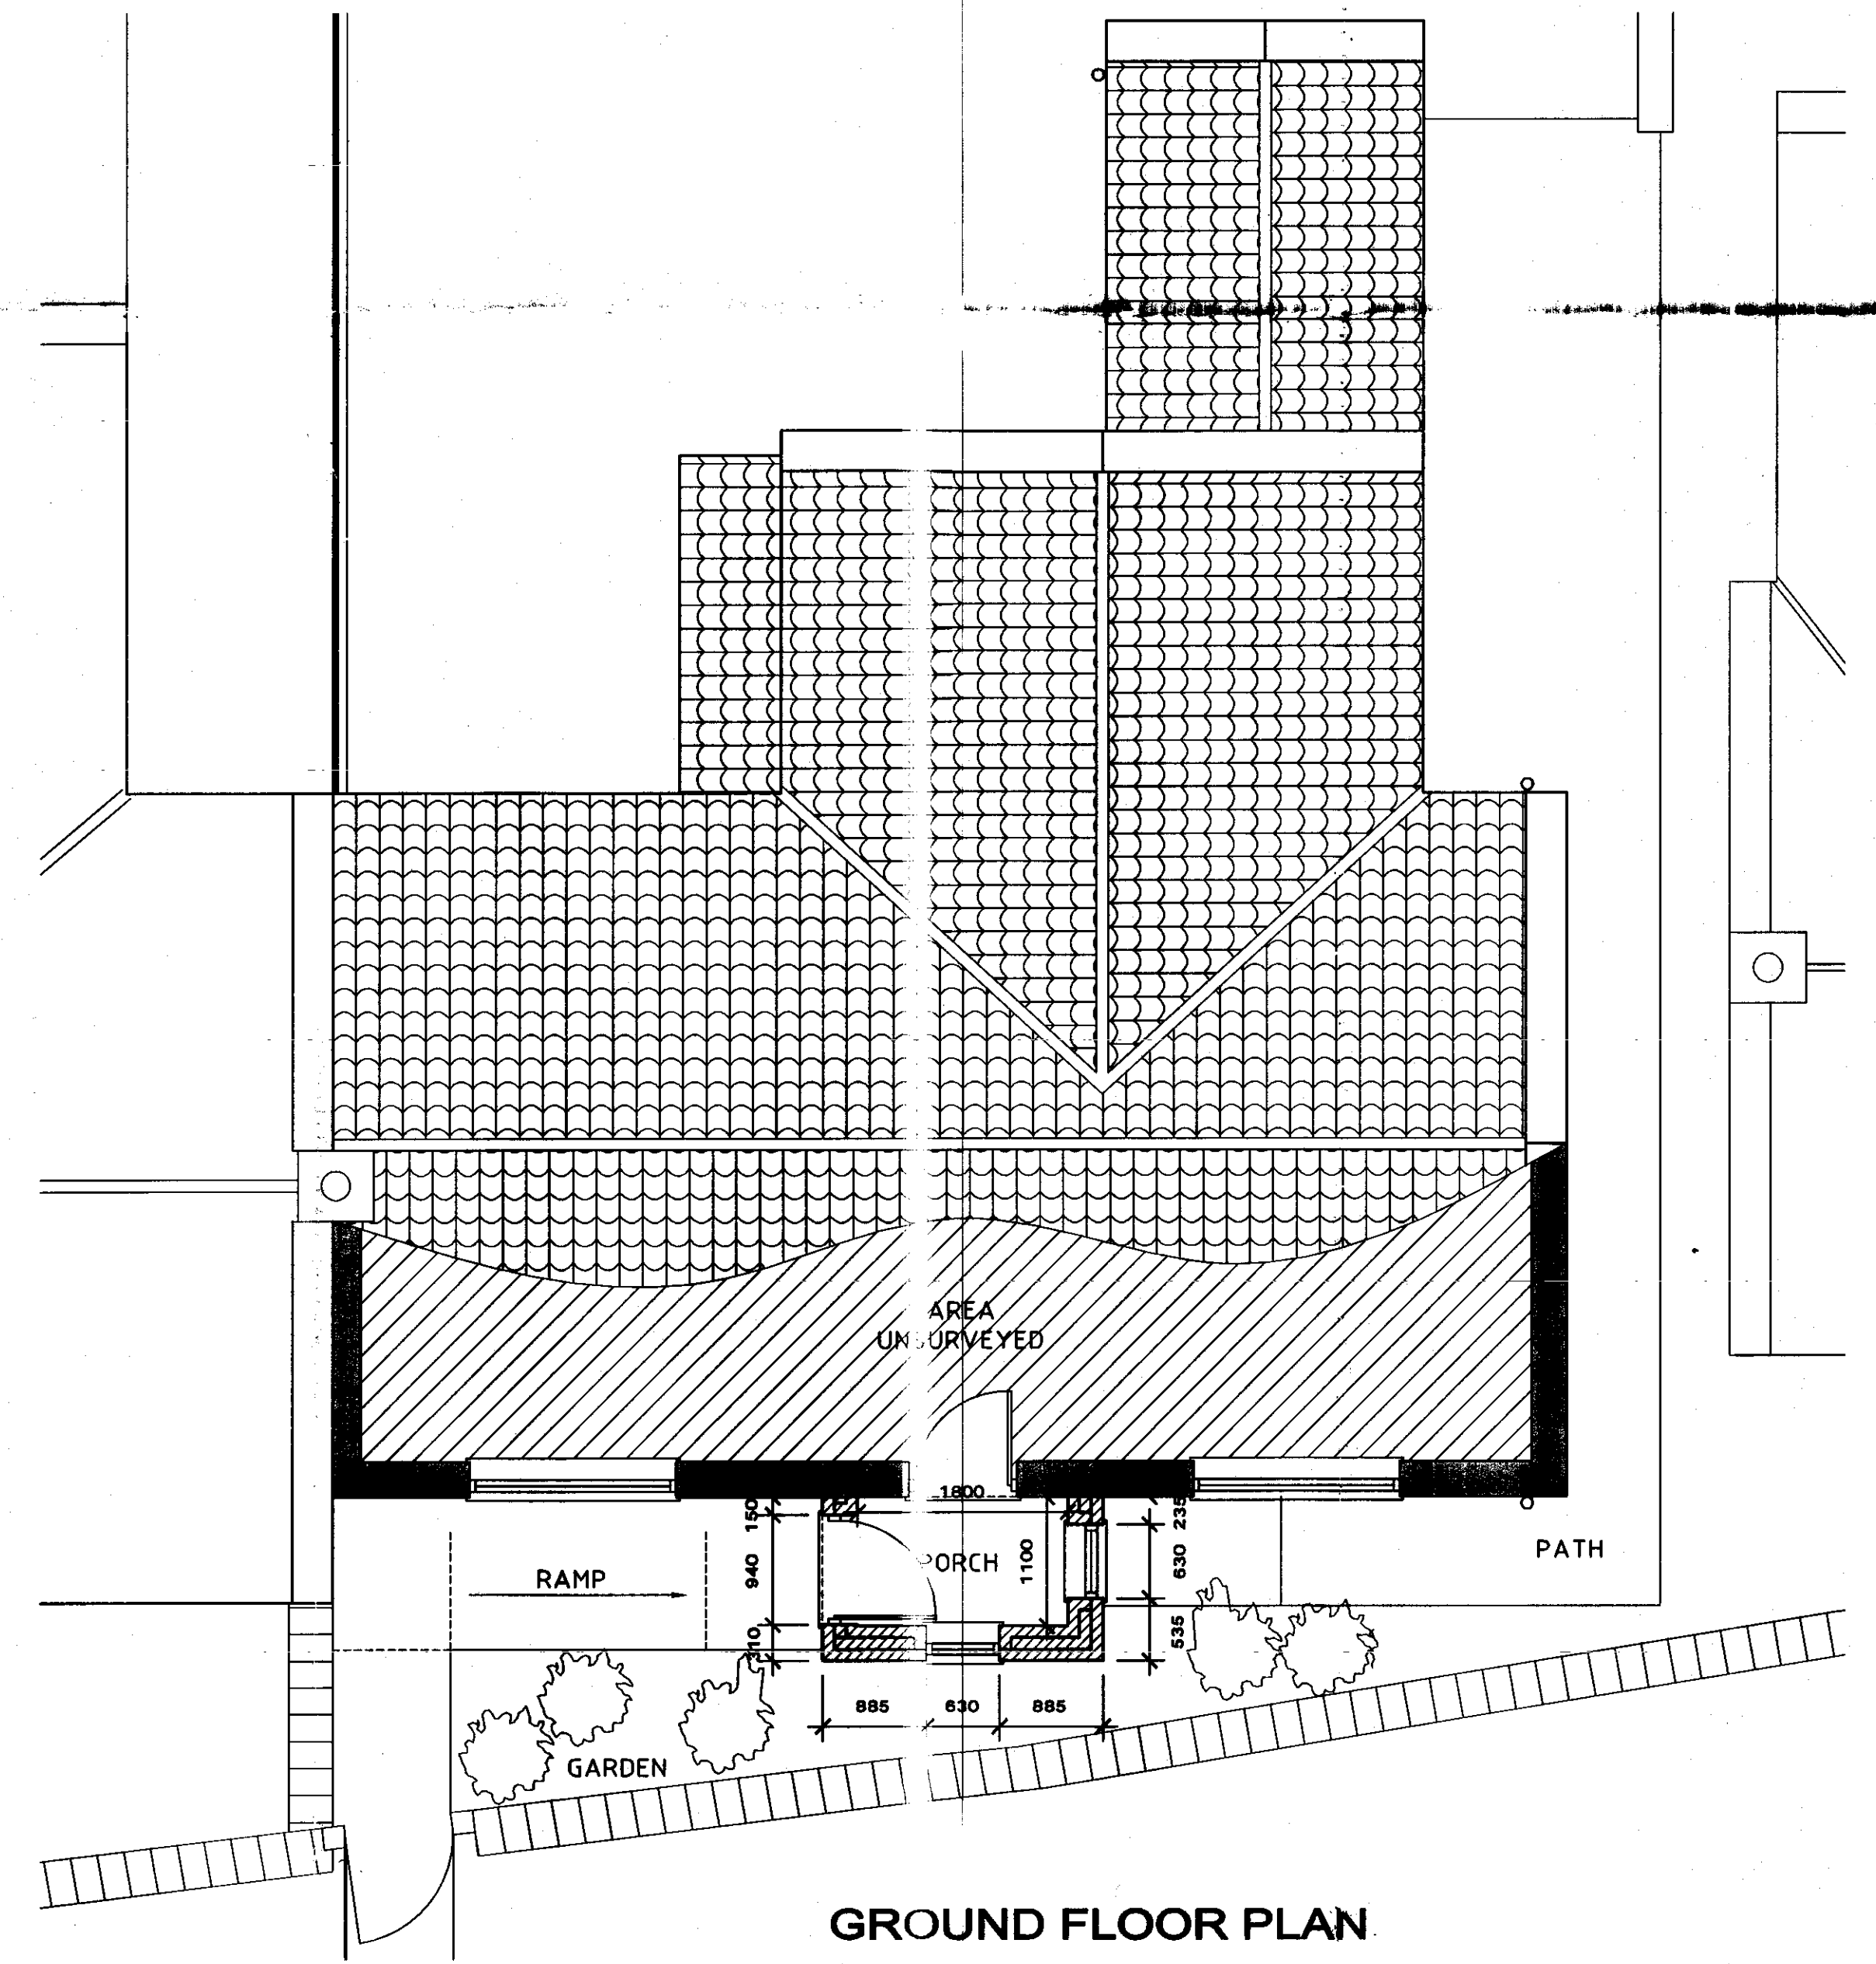 AREA
UNSURVEYED
1800
150
235
PORCH
1100
940
630
PATH
RAMP
310
535
885
630
885
GARDEN
GROUND FLOOR PLAN